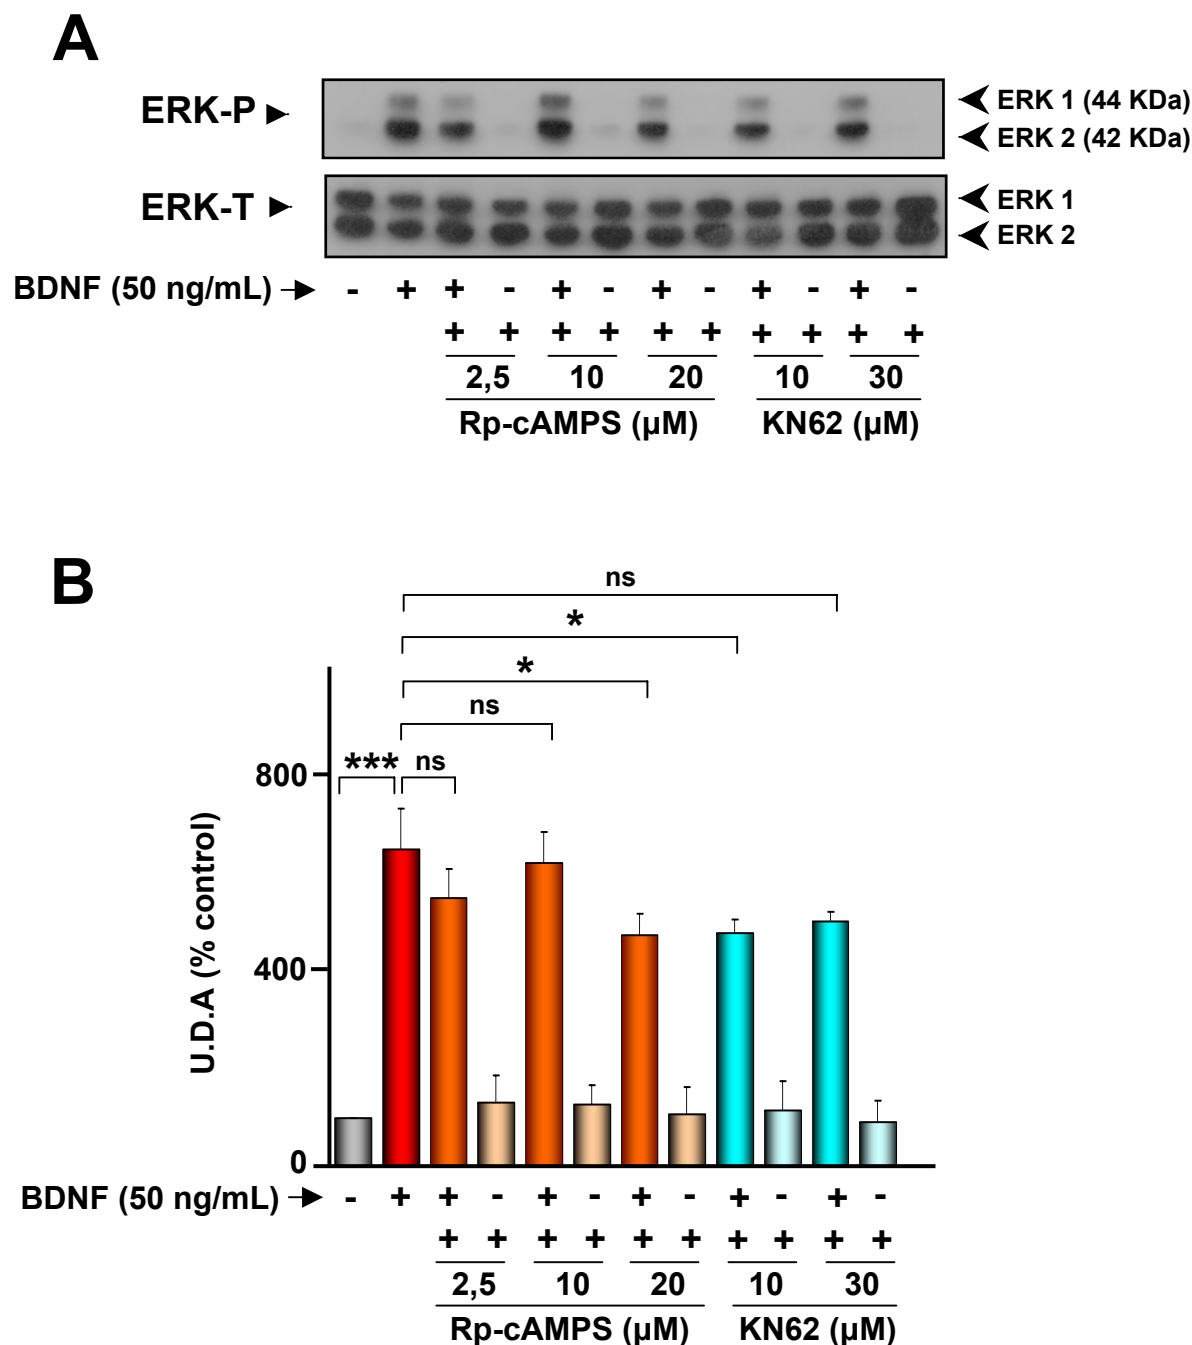 A
ERK-P
ERK 1 (44 KDa)
ERK 2 (42 KDa)
ERK-T
ERK 1
ERK 2
BDNF (50 ng/mL) - + + - + - + - + - + -
+ + + + + + + + + +
2,5 10 20 10 30
Rp-cAMPS (µM) KN62 (µM)
B
ns
*
*
ns
*** ns
800
400
0
U.D.A (% control)
BDNF (50 ng/mL) - + + - + - + - + - + -
+ + + + + + + + + +
2,5 10 20 10 30
Rp-cAMPS (µM) KN62 (µM)